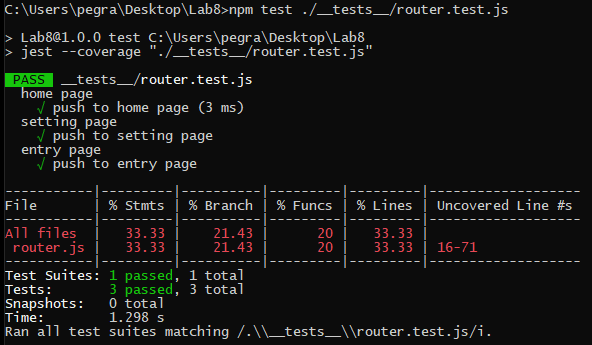 C:\Users\pegra\Desktop\Lab8>npm test ./__tests__/router.test.js
> Lab8@1.0.0 test C:\Users\pegra\Desktop\Lab8
> jest --coverage "./__tests__/router.test.js"
PASS __tests__/router.test.js
home page
√ push to home page (3 ms)
setting page
√ push to setting page
entry page
√ push to entry page
-----------|---------|----------|---------|---------|-------------------
File       | % Stmts | % Branch | % Funcs | % Lines | Uncovered Line #s
-----------|---------|----------|---------|---------|-------------------
All files  |   33.33 |    21.43 |      20 |   33.33 |
 router.js |   33.33 |    21.43 |      20 |   33.33 | 16-71
-----------|---------|----------|---------|---------|-------------------
Test Suites: 1 passed, 1 total
Tests:       3 passed, 3 total
Snapshots:   0 total
Time:        1.298 s
Ran all test suites matching /.\\__tests__\\router.test.js/i.